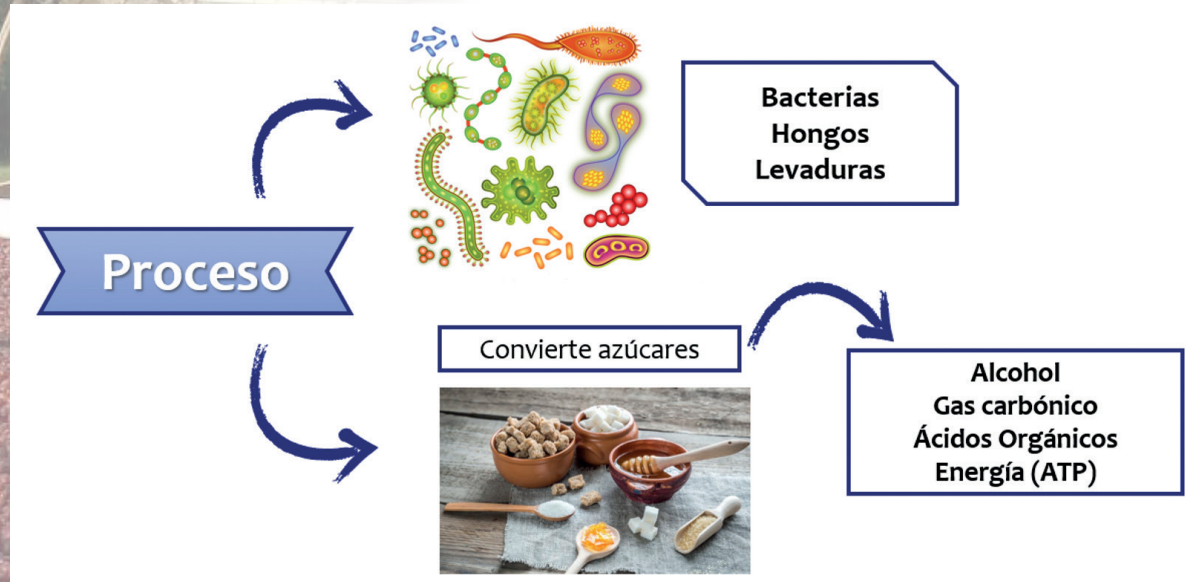 Bacterias
Hongos
Levaduras
Proceso
Convierte azúcares
Alcohol
Gas carbónico
Ácidos Orgánicos
Energía (ATP)